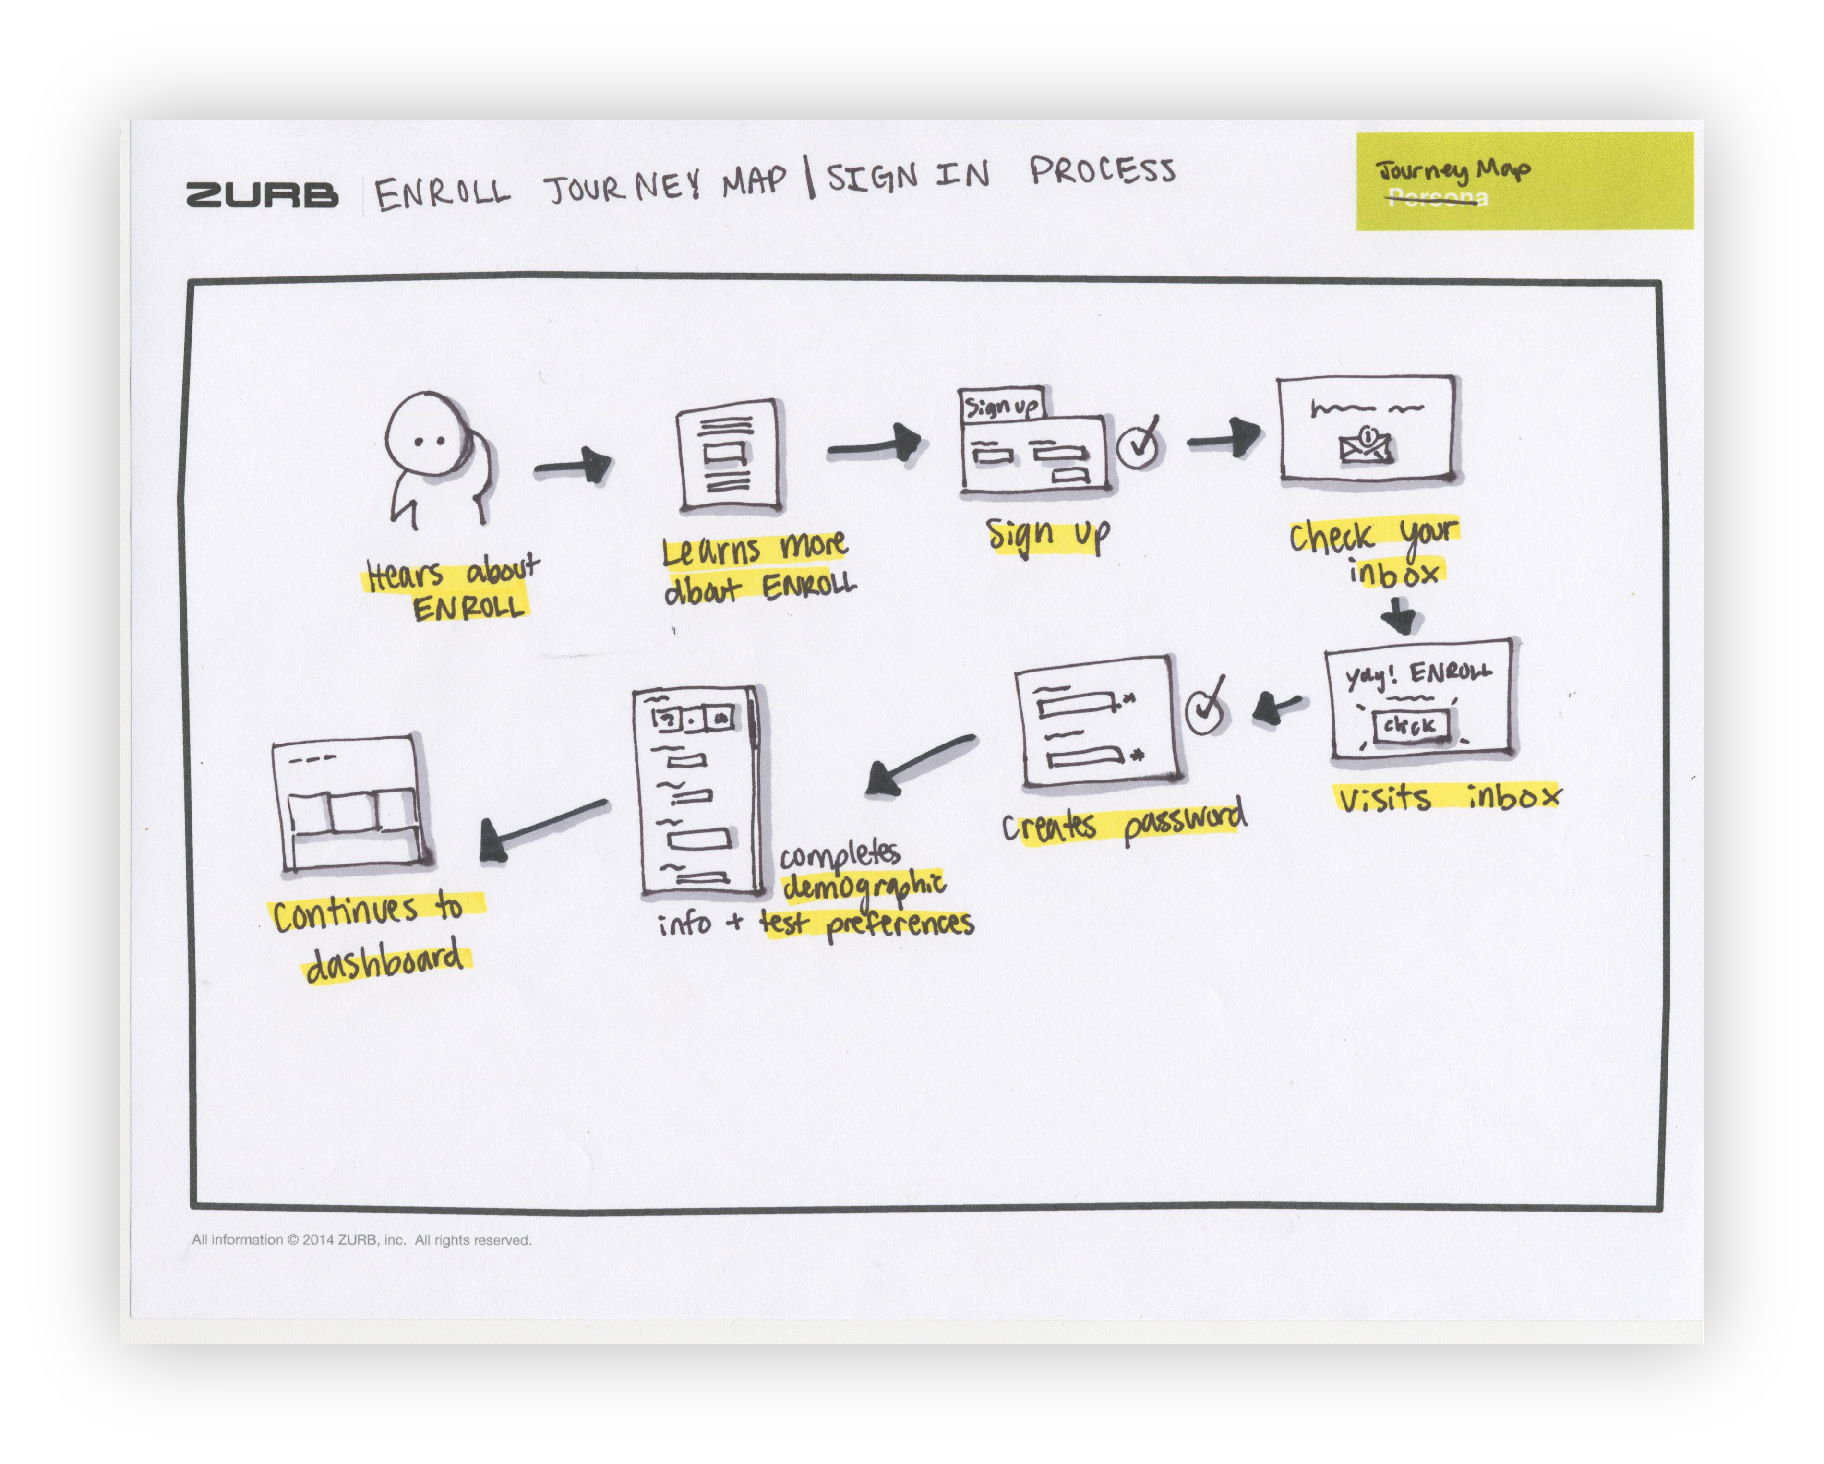 ZURB
ENROLL JOURNEY MAP | SIGN IN PROCESS
Journey Map
Persona
Sign up
Hears about
ENROLL
Learns more
about ENROLL
Sign up
Check your
inbox
yay! ENROLL
click
Visits inbox
Creates password
completes
demographic
info + test preferences
Continues to
dashboard
All information © 2014 ZURB, inc. All rights reserved.